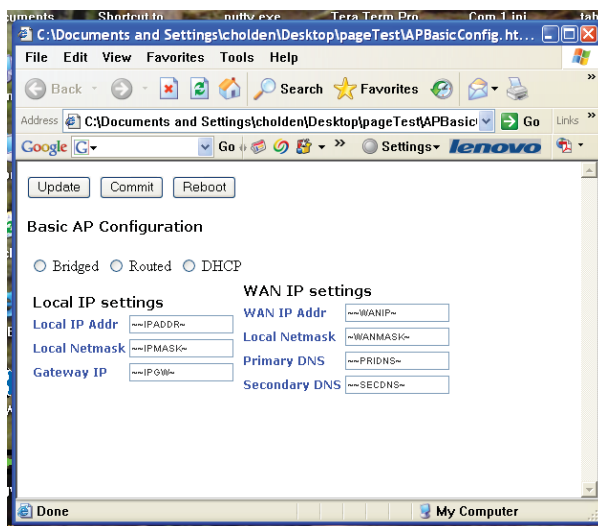 uments Shortcut to putty.exe Tera Term Pro Com 1.ini tab
C:\Documents and Settings\cholden\Desktop\pageTest\APBasicConfig.ht...
File Edit View Favorites Tools Help
Back Search Favorites »
Address C:\Documents and Settings\cholden\Desktop\pageTest\APBasicC Go Links »
Google G Go » Settings lenovo
Update Commit Reboot
Basic AP Configuration
Bridged Routed DHCP
Local IP settings
Local IP Addr ~~IPADDR~
Local Netmask ~~IPMASK~
Gateway IP ~~IPGW~
WAN IP settings
WAN IP Addr ~~WANIP~
Local Netmask ~WANMASK~
Primary DNS ~~PRIDNS~
Secondary DNS ~~SECDNS~
Done My Computer